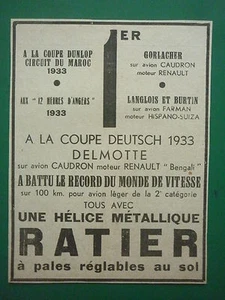 1ER
A LA COUPE DUNLOP
CIRCUIT DU MAROC
1933
GORLACHER
sur avion CAUDRON
moteur RENAULT
AUX "12 HEURES D'ANGERS"
1933
LANGLOIS ET BURTIN
sur avion FARMAN
moteur HISPANO-SUIZA
A LA COUPE DEUTSCH 1933
DELMOTTE
sur avion CAUDRON moteur RENAULT "Bengali"
A BATTU LE RECORD DU MONDE DE VITESSE
sur 100 km. pour avion léger de la 2e catégorie
TOUS AVEC
UNE HÉLICE MÉTALLIQUE
RATIER
à pales réglables au sol